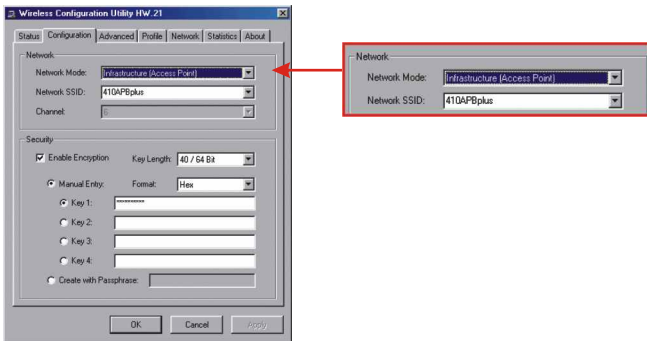 Wireless Configuration Utility HW.21
Status Configuration Advanced Profile Network Statistics About
Network
Network Mode: Infrastructure (Access Point)
Network SSID: 410APBplus
Channel: 6
Security
Enable Encryption Key Length: 40 / 64 Bit
Manual Entry: Format: Hex
Key 1: **********
Key 2:
Key 3:
Key 4:
Create with Passphrase:
OK Cancel Apply
Network
Network Mode: Infrastructure (Access Point)
Network SSID: 410APBplus